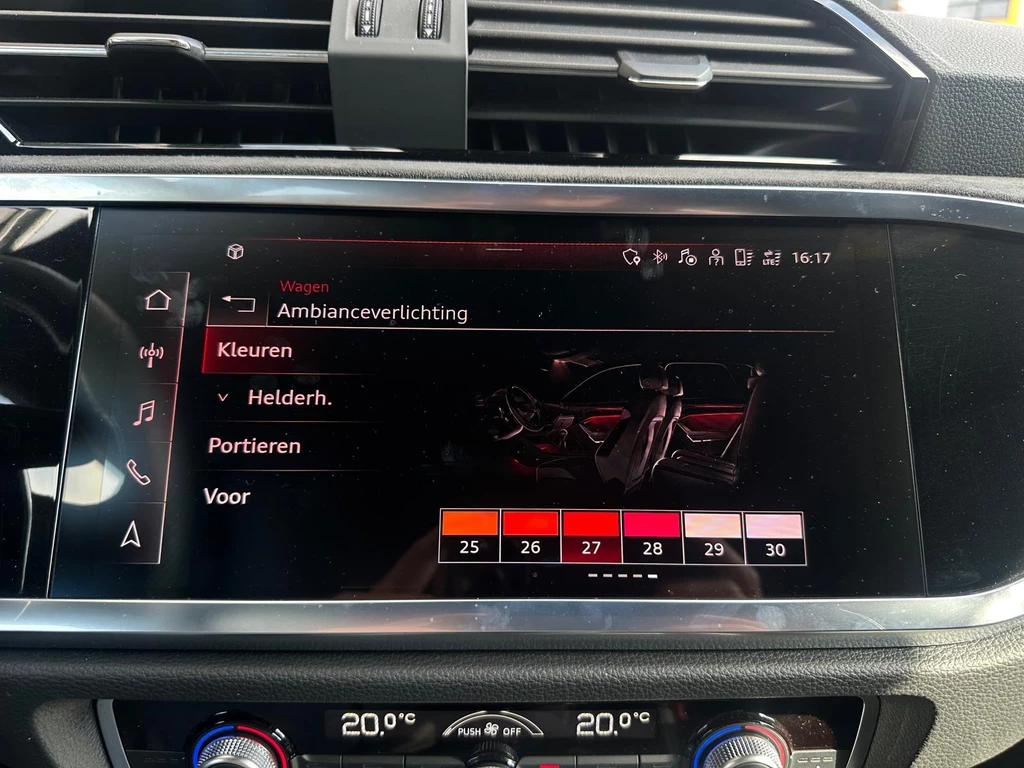 LTE 16:17
Wagen
Ambianceverlichting
Kleuren
Helderh.
Portieren
Voor
25 26 27 28 29 30
20.0°C PUSH OFF 20.0°C